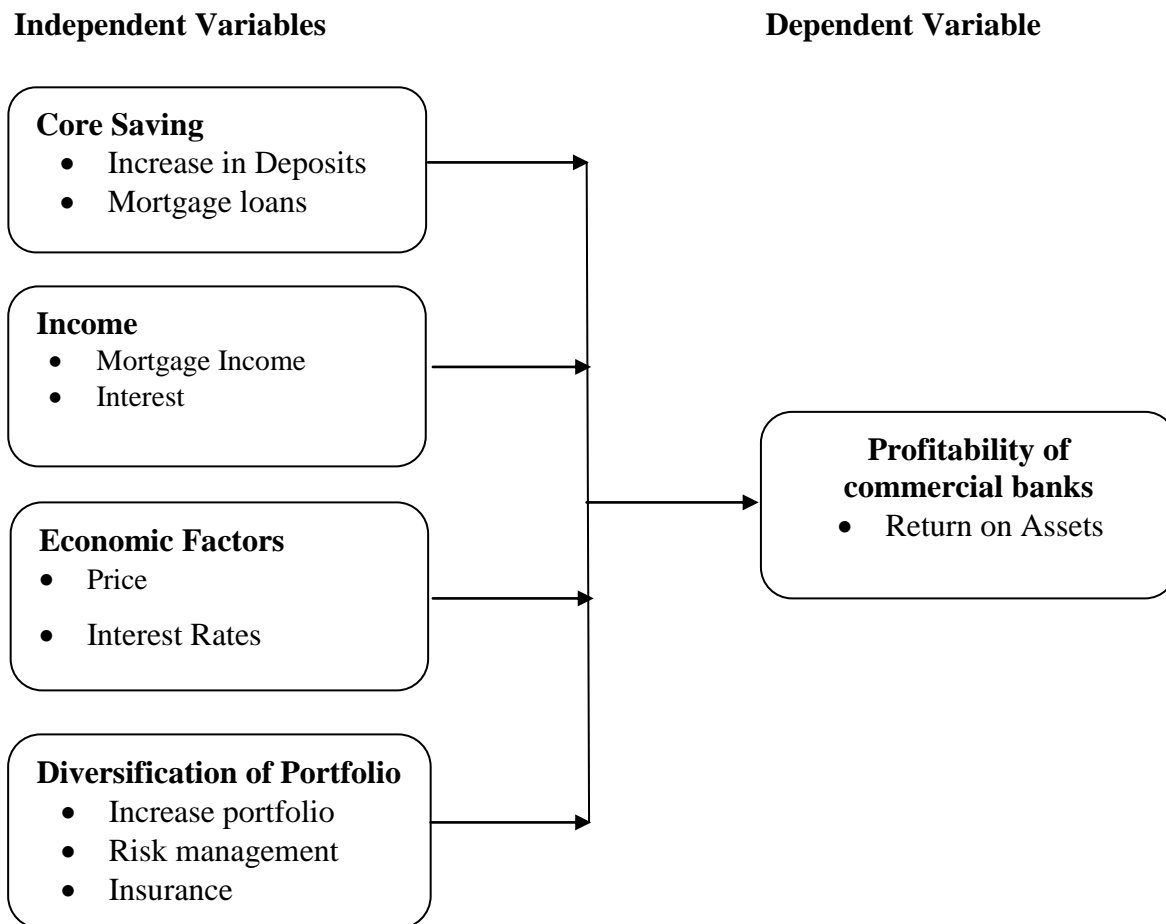 Independent Variables
Dependent Variable
Core Saving
• Increase in Deposits
• Mortgage loans
Income
• Mortgage Income
• Interest
Economic Factors
• Price
• Interest Rates
Diversification of Portfolio
• Increase portfolio
• Risk management
• Insurance
Profitability of
commercial banks
• Return on Assets